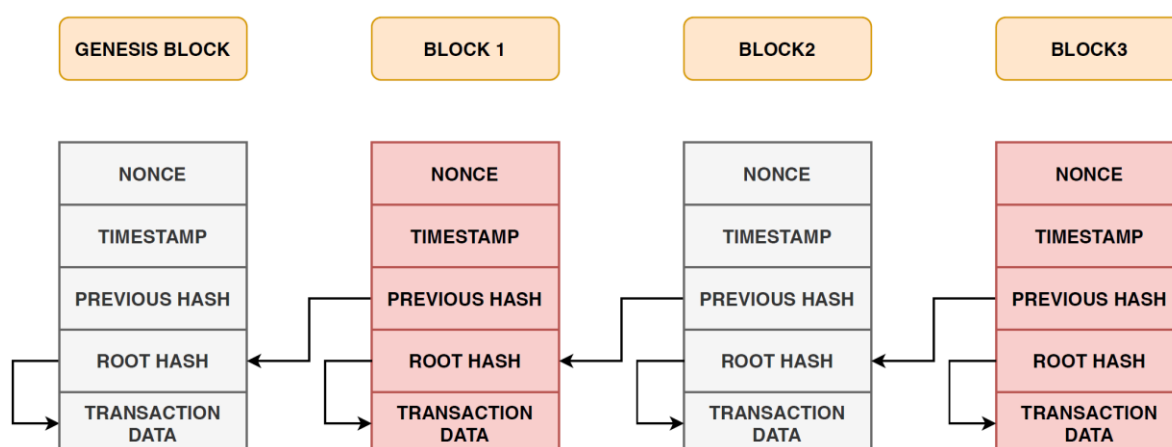 GENESIS BLOCK
BLOCK 1
BLOCK2
BLOCK3
NONCE
NONCE
NONCE
NONCE
TIMESTAMP
TIMESTAMP
TIMESTAMP
TIMESTAMP
PREVIOUS HASH
PREVIOUS HASH
PREVIOUS HASH
PREVIOUS HASH
ROOT HASH
ROOT HASH
ROOT HASH
ROOT HASH
TRANSACTION
DATA
TRANSACTION
DATA
TRANSACTION
DATA
TRANSACTION
DATA